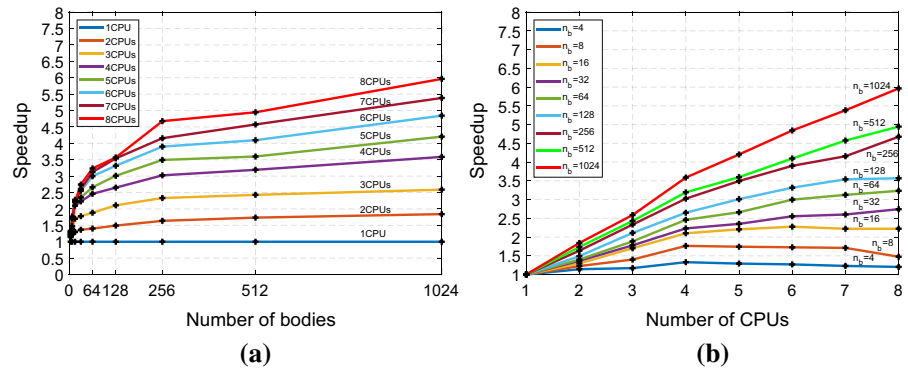 8
7.5
7
6.5
6
5.5
5
4.5
4
3.5
3
2.5
2
1.5
1
0.5
0
Speedup
1CPU
2CPUs
3CPUs
4CPUs
5CPUs
6CPUs
7CPUs
8CPUs
8CPUs
7CPUs
6CPUs
5CPUs
4CPUs
3CPUs
2CPUs
1CPU
0 64 128 256 512 1024
Number of bodies
(a)
8
7.5
7
6.5
6
5.5
5
4.5
4
3.5
3
2.5
2
1.5
1
Speedup
n_b=4
n_b=8
n_b=16
n_b=32
n_b=64
n_b=128
n_b=256
n_b=512
n_b=1024
n_b=1024
n_b=512
n_b=256
n_b=128
n_b=64
n_b=32
n_b=16
n_b=8
n_b=4
1 2 3 4 5 6 7 8
Number of CPUs
(b)